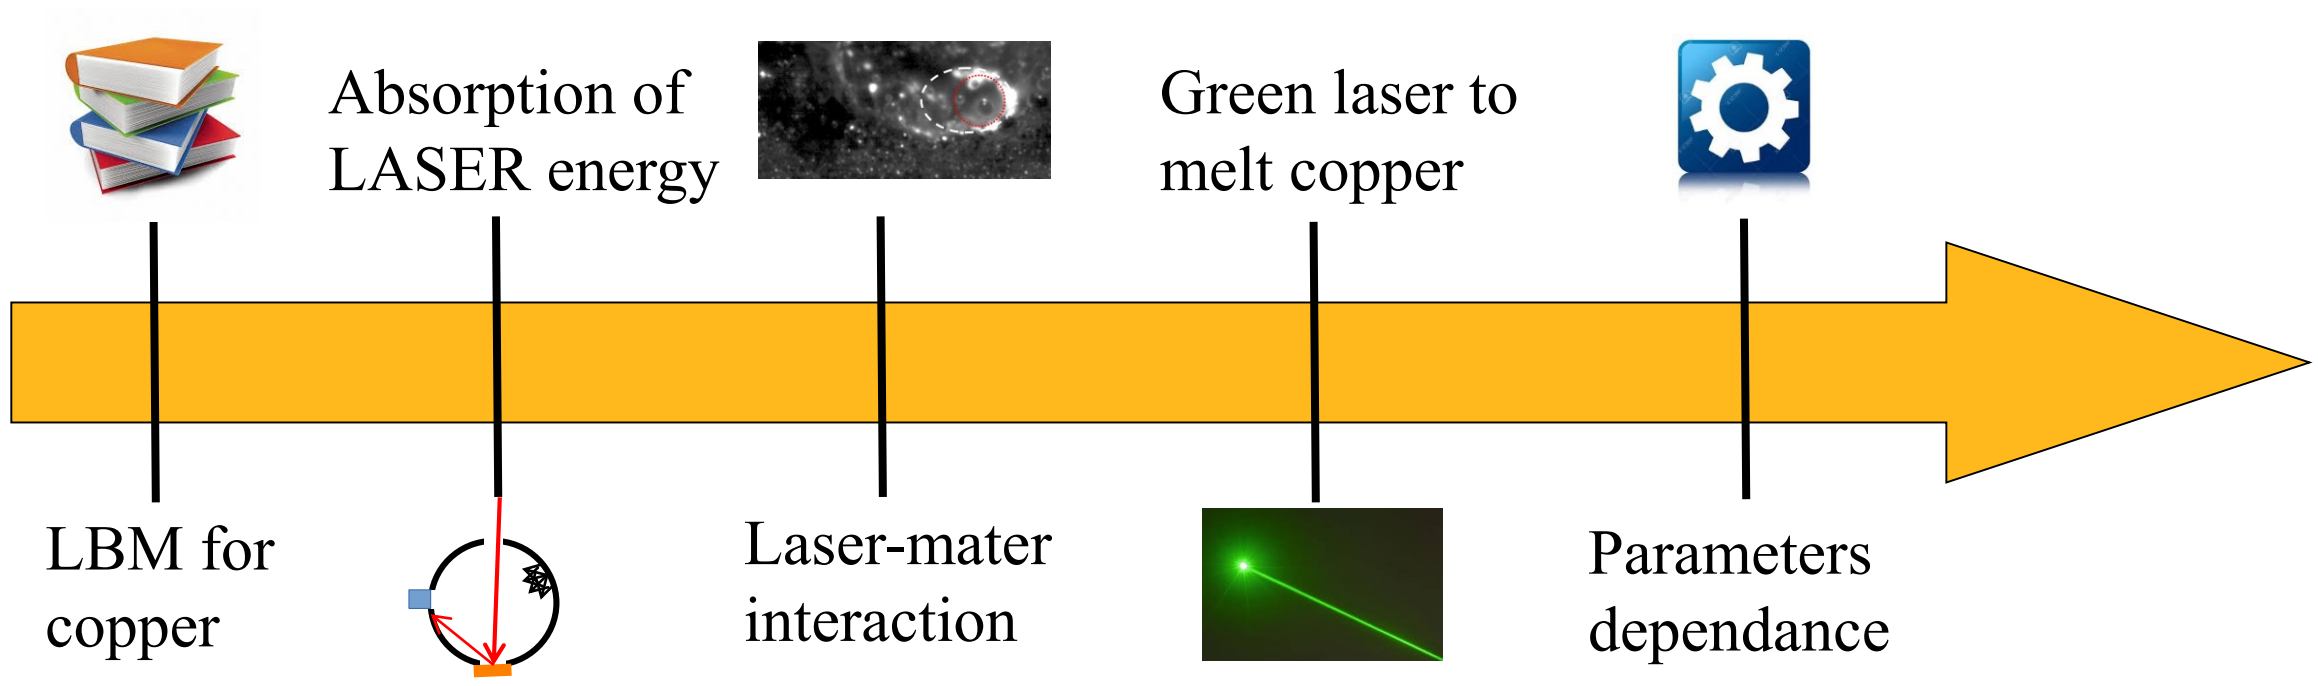 Absorption of
LASER energy
Green laser to
melt copper
LBM for
copper
Laser-mater
interaction
Parameters
dependance